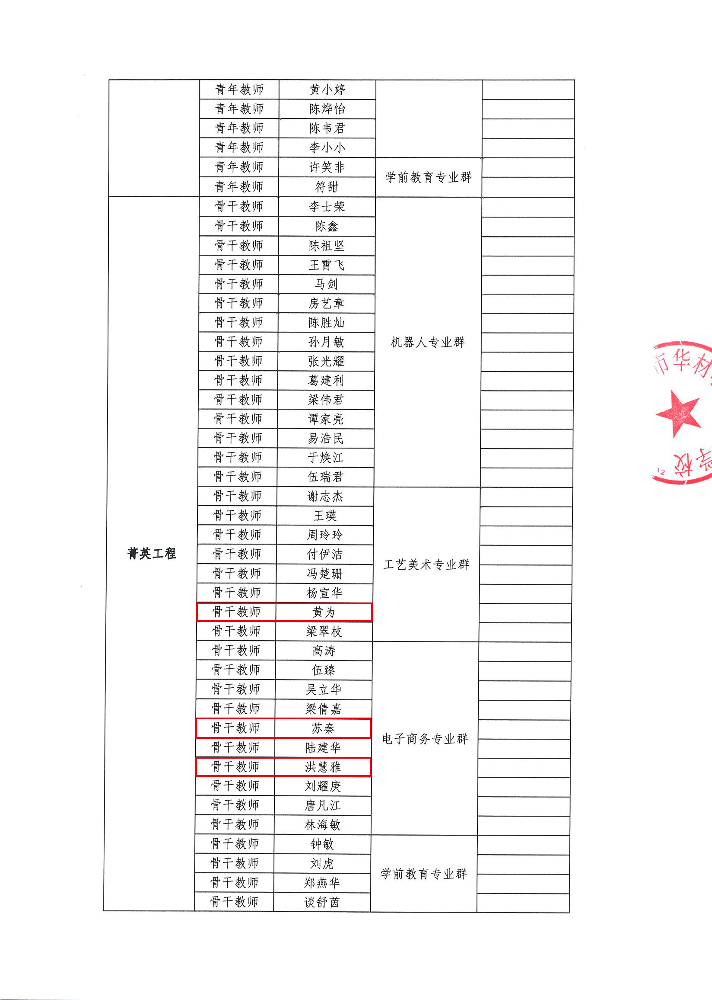 青年教师 黄小婷
青年教师 陈烨怡
青年教师 陈韦君
青年教师 李小小
青年教师 许笑非 学前教育专业群
青年教师 符甜
菁英工程 骨干教师 李士荣 机器人专业群
骨干教师 陈鑫
骨干教师 陈祖坚
骨干教师 王霄飞
骨干教师 马剑
骨干教师 房艺章
骨干教师 陈胜灿
骨干教师 孙月敏
骨干教师 张光耀
骨干教师 葛建利
骨干教师 梁伟君
骨干教师 谭家亮
骨干教师 易浩民
骨干教师 于焕江
骨干教师 伍瑞君
骨干教师 谢志杰 工艺美术专业群
骨干教师 王瑛
骨干教师 周玲玲
骨干教师 付伊洁
骨干教师 冯楚珊
骨干教师 杨宣华
骨干教师 黄为
骨干教师 梁翠枝
骨干教师 高涛 电子商务专业群
骨干教师 伍臻
骨干教师 吴立华
骨干教师 梁倩嘉
骨干教师 苏秦
骨干教师 陆建华
骨干教师 洪慧雅
骨干教师 刘耀庚
骨干教师 唐凡江
骨干教师 林海敏
骨干教师 钟敏 学前教育专业群
骨干教师 刘虎
骨干教师 郑燕华
骨干教师 谈舒茵
市华材
学校
32